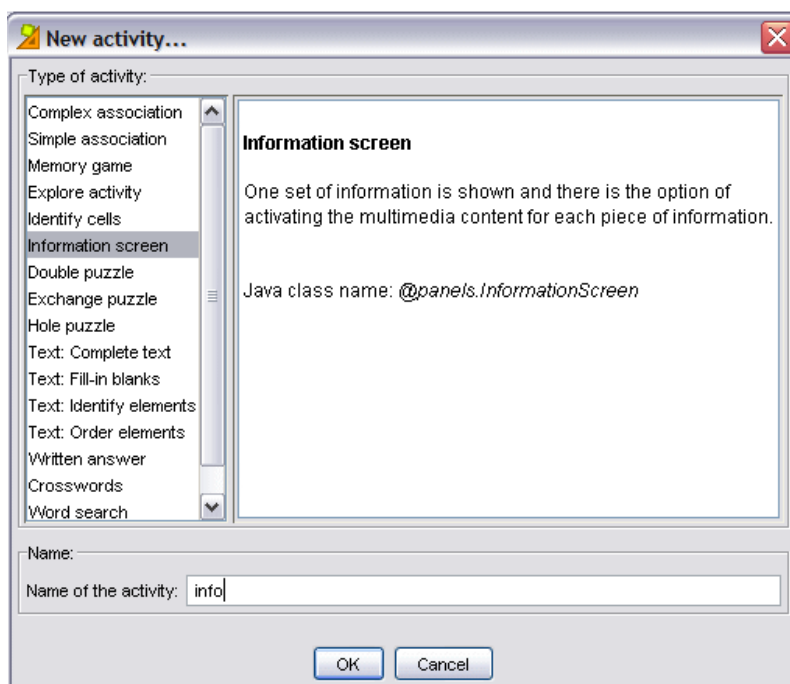 New activity...
Type of activity:
Complex association
Simple association
Memory game
Explore activity
Identify cells
Information screen
Double puzzle
Exchange puzzle
Hole puzzle
Text: Complete text
Text: Fill-in blanks
Text: Identify elements
Text: Order elements
Written answer
Crosswords
Word search
Information screen
One set of information is shown and there is the option of
activating the multimedia content for each piece of information.
Java class name: @panels.InformationScreen
Name:
Name of the activity: info
OK Cancel